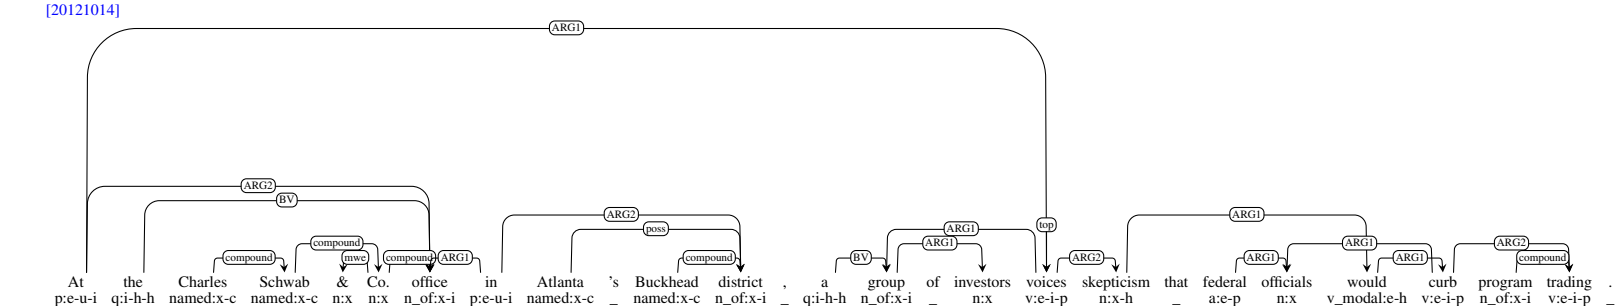 [20121014]
ARG1
ARG2
BV
ARG2 ARG1
poss ARG1 top
compound ARG1 ARG1 ARG2
compound mwe compound ARG1 compound BV ARG2 ARG1 ARG1 compound
At the Charles Schwab & Co. office in Atlanta 's Buckhead district , a group of investors voices skepticism that federal officials would curb program trading .
p:e-u-i q:i-h-h named:x-c named:x-c n:x n:x n_of:x-i p:e-u-i named:x-c _ named:x-c n_of:x-i _ q:i-h-h n_of:x-i _ n:x v:e-i-p n:x-h _ a:e-p n:x v_modal:e-h v:e-i-p n_of:x-i v:e-i-p _